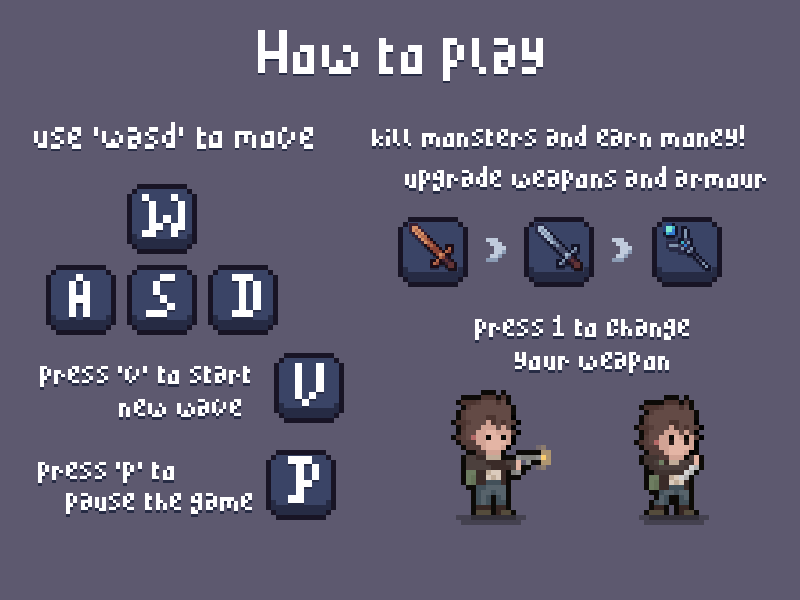 How to play
use 'wasd' to move
W
A S D
press 'v' to start
new wave
V
press 'p' to
pause the game
P
kill monsters and earn money!
upgrade weapons and armour
press 1 to change
your weapon